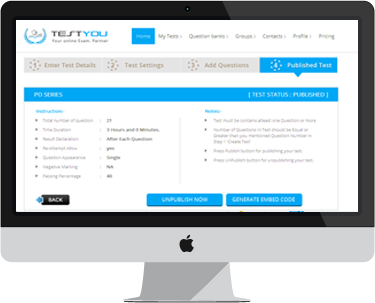 TESTYOU
Your online Exam. Partner
Home My Tests Question banks Groups Contacts Profile Pricing
1 Enter Test Details
2 Test Settings
3 Add Questions
4 Published Test
PO SERIES
[ TEST STATUS : PUBLISHED ]
Instructions:-
Total number of question : 21
Time Duration : 3 Hours and 0 Minutes.
Result Declaration : After Each Question
Re-Attempt Allow : yes
Question Appearance : Single
Negative Marking : NA
Passing Percentage : 40
Notes:-
Test must be contains atleast one Question or more
Number of Questions in Test should be Equal or
Greater that you mentioned Question number in
Step 1- Create Test
Press Publish button for publishing your test.
Press UnPublish button for unpublishing your test.
BACK
UNPUBLISH NOW
GENERATE EMBED CODE